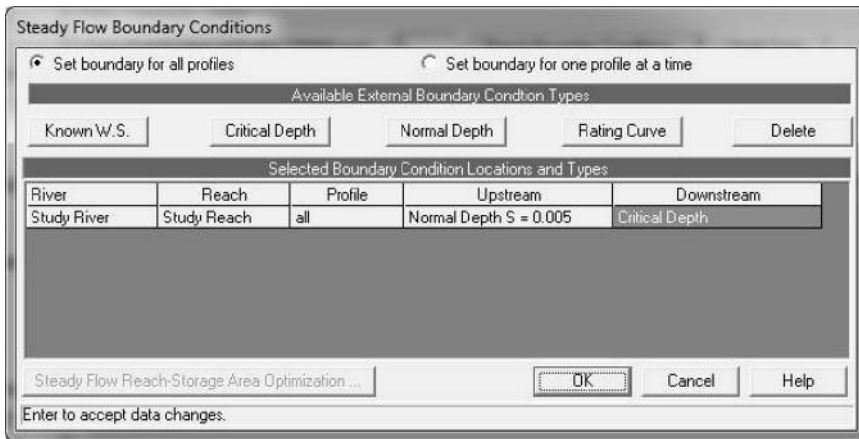 Steady Flow Boundary Conditions
Set boundary for all profiles Set boundary for one profile at a time
Available External Boundary Condtion Types
Known W.S. Critical Depth Normal Depth Rating Curve Delete
Selected Boundary Condition Locations and Types
River Reach Profile Upstream Downstream
Study River Study Reach all Normal Depth S = 0.005 Critical Depth
Steady Flow Reach-Storage Area Optimization ... OK Cancel Help
Enter to accept data changes.